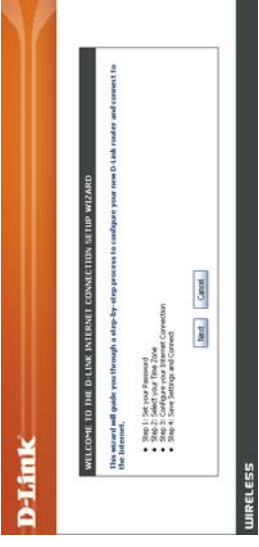 D-Link
WELCOME TO THE D-LINK INTERNET CONNECTION SETUP WIZARD
This wizard will guide you through a step-by-step process to configure your new D-Link router and connect to
the Internet.
• Step 1: Set your Password
• Step 2: Select your Time Zone
• Step 3: Configure your Internet Connection
• Step 4: Save Settings and Connect
Next
Cancel
WIRELESS